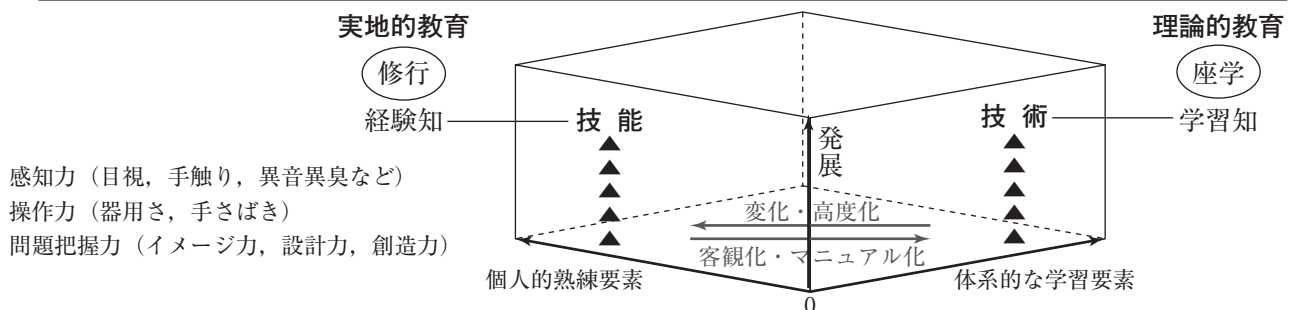 実地的教育
理論的教育
修行
座学
経験知
技 能
技 術
学習知
発展
感知力（目視，手触り，異音異臭など）
操作力（器用さ，手さばき）
問題把握力（イメージ力，設計力，創造力）
変化・高度化
客観化・マニュアル化
個人的熟練要素
体系的な学習要素
0